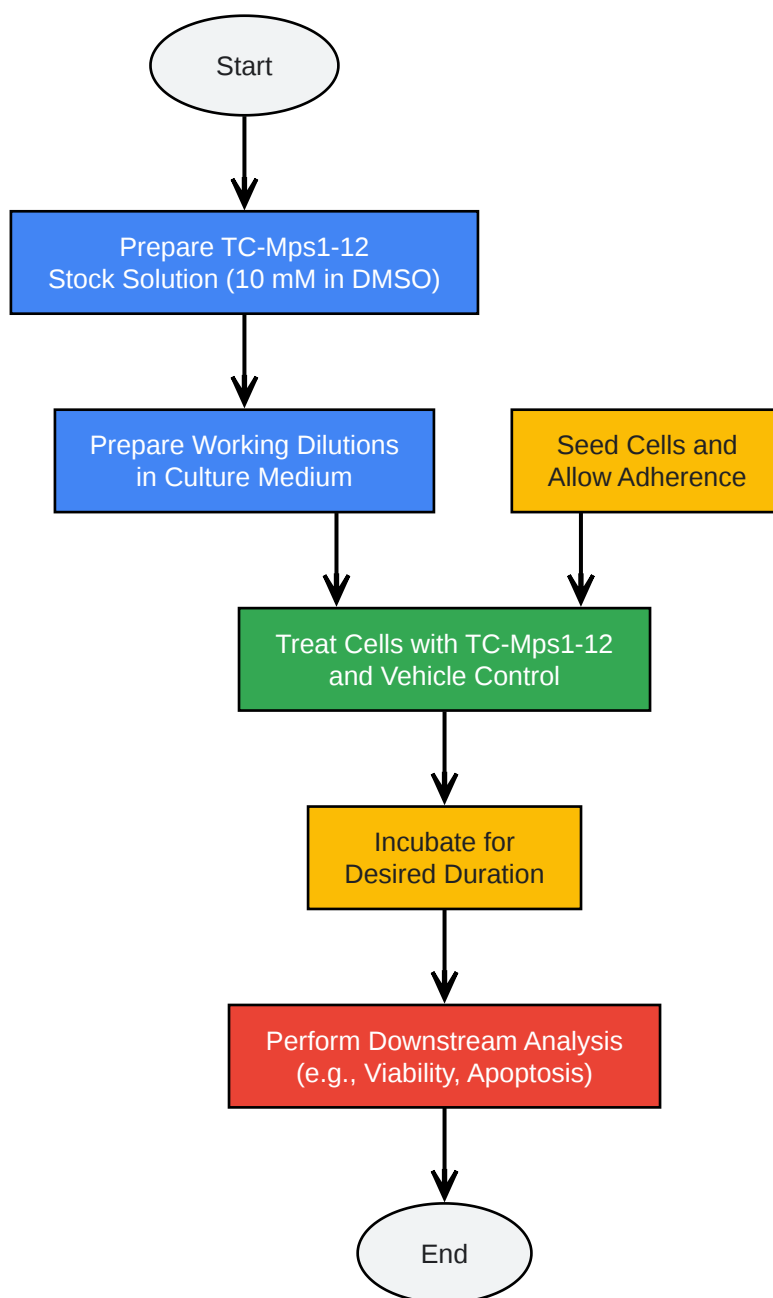 Start
Prepare TC-Mps1-12
Stock Solution (10 mM in DMSO)
Prepare Working Dilutions
in Culture Medium
Seed Cells and
Allow Adherence
Treat Cells with TC-Mps1-12
and Vehicle Control
Incubate for
Desired Duration
Perform Downstream Analysis
(e.g., Viability, Apoptosis)
End